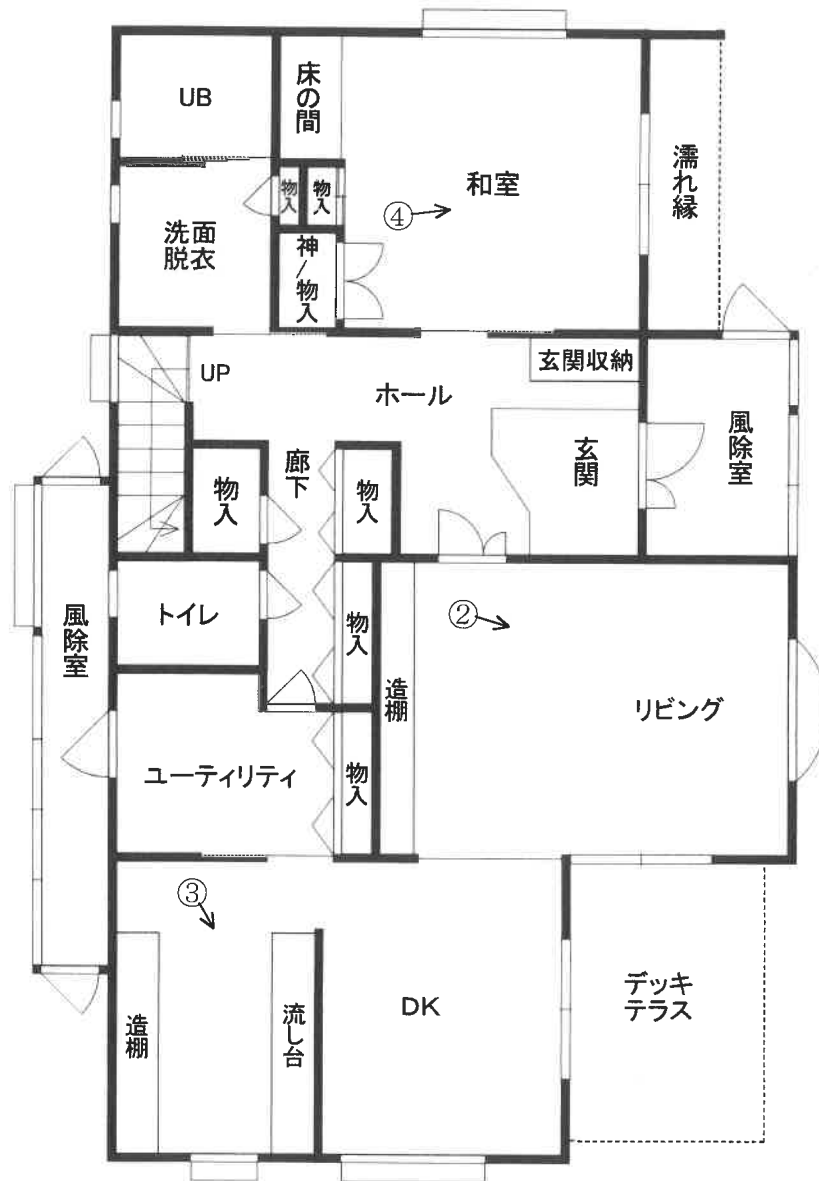 UB
床の間
和室
濡れ縁
④
物入
物入
洗面
脱衣
神/物入
UP
ホール
玄関収納
玄関
風除室
廊下
物入
物入
トイレ
物入
風除室
②
造棚
リビング
ユーティリティ
物入
③
造棚
流し台
DK
デッキ
テラス